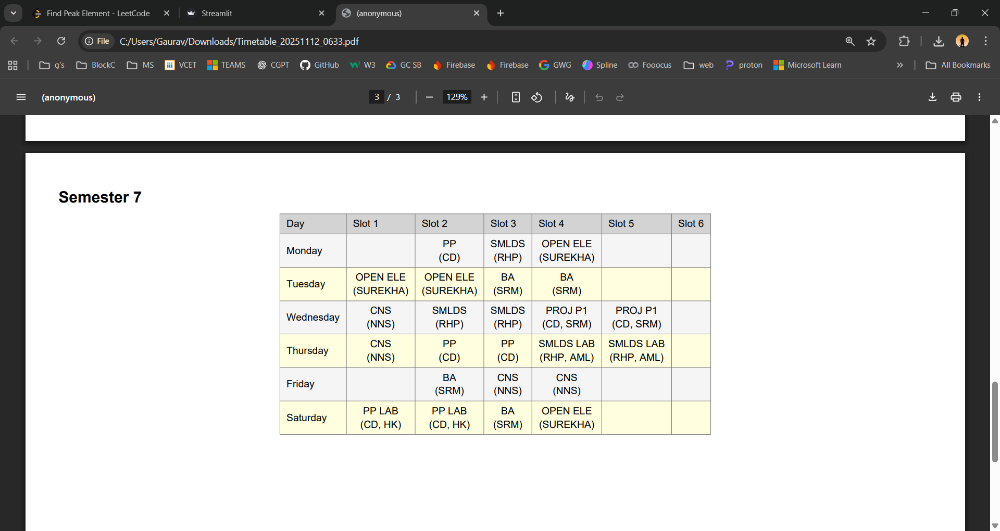 Find Peak Element - LeetCode
Streamlit
(anonymous)
File
C:/Users/Gaurav/Downloads/Timetable_20251112_0633.pdf
g's
BlockC
MS
VCET
TEAMS
CGPT
GitHub
W3
GC SB
Firebase
Firebase
GWG
Spline
Fooocus
web
proton
Microsoft Learn
All Bookmarks
(anonymous)
3 / 3
129%
Semester 7
Day Slot 1 Slot 2 Slot 3 Slot 4 Slot 5 Slot 6
Monday
PP
(CD)
SMLDS
(RHP)
OPEN ELE
(SUREKHA)
Tuesday
OPEN ELE
(SUREKHA)
OPEN ELE
(SUREKHA)
BA
(SRM)
BA
(SRM)
Wednesday
CNS
(NNS)
SMLDS
(RHP)
SMLDS
(RHP)
PROJ P1
(CD, SRM)
PROJ P1
(CD, SRM)
Thursday
CNS
(NNS)
PP
(CD)
PP
(CD)
SMLDS LAB
(RHP, AML)
SMLDS LAB
(RHP, AML)
Friday
BA
(SRM)
CNS
(NNS)
CNS
(NNS)
Saturday
PP LAB
(CD, HK)
PP LAB
(CD, HK)
BA
(SRM)
OPEN ELE
(SUREKHA)